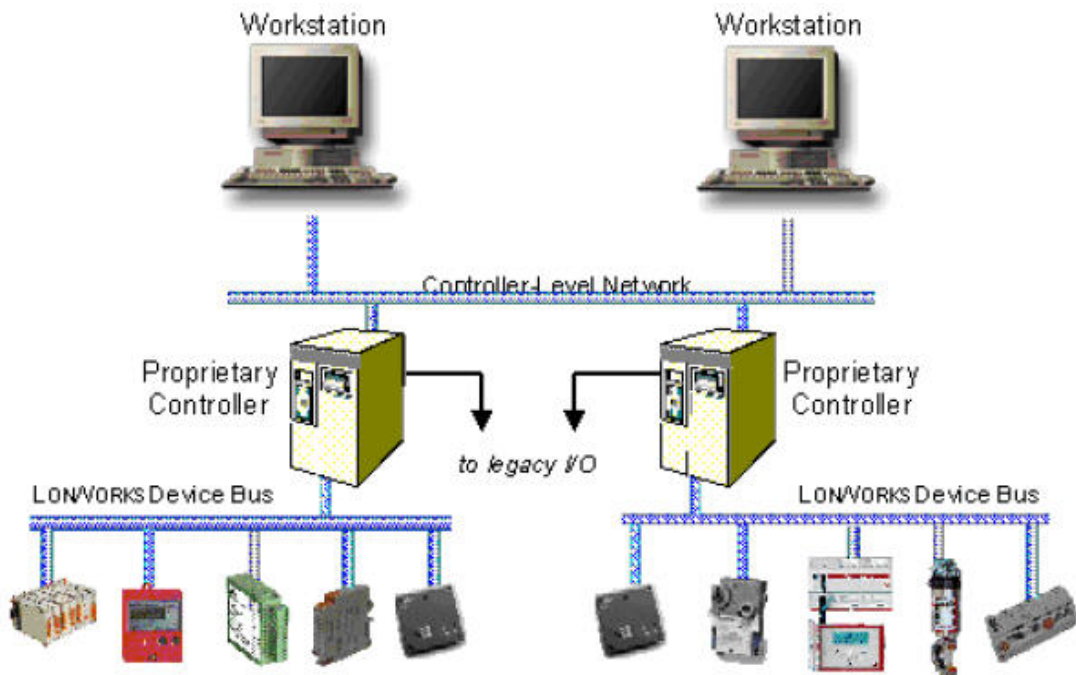 Workstation
Workstation
Controller-Level Network
Proprietary
Controller
Proprietary
Controller
to legacy I/O
LONWORKS Device Bus
LONWORKS Device Bus